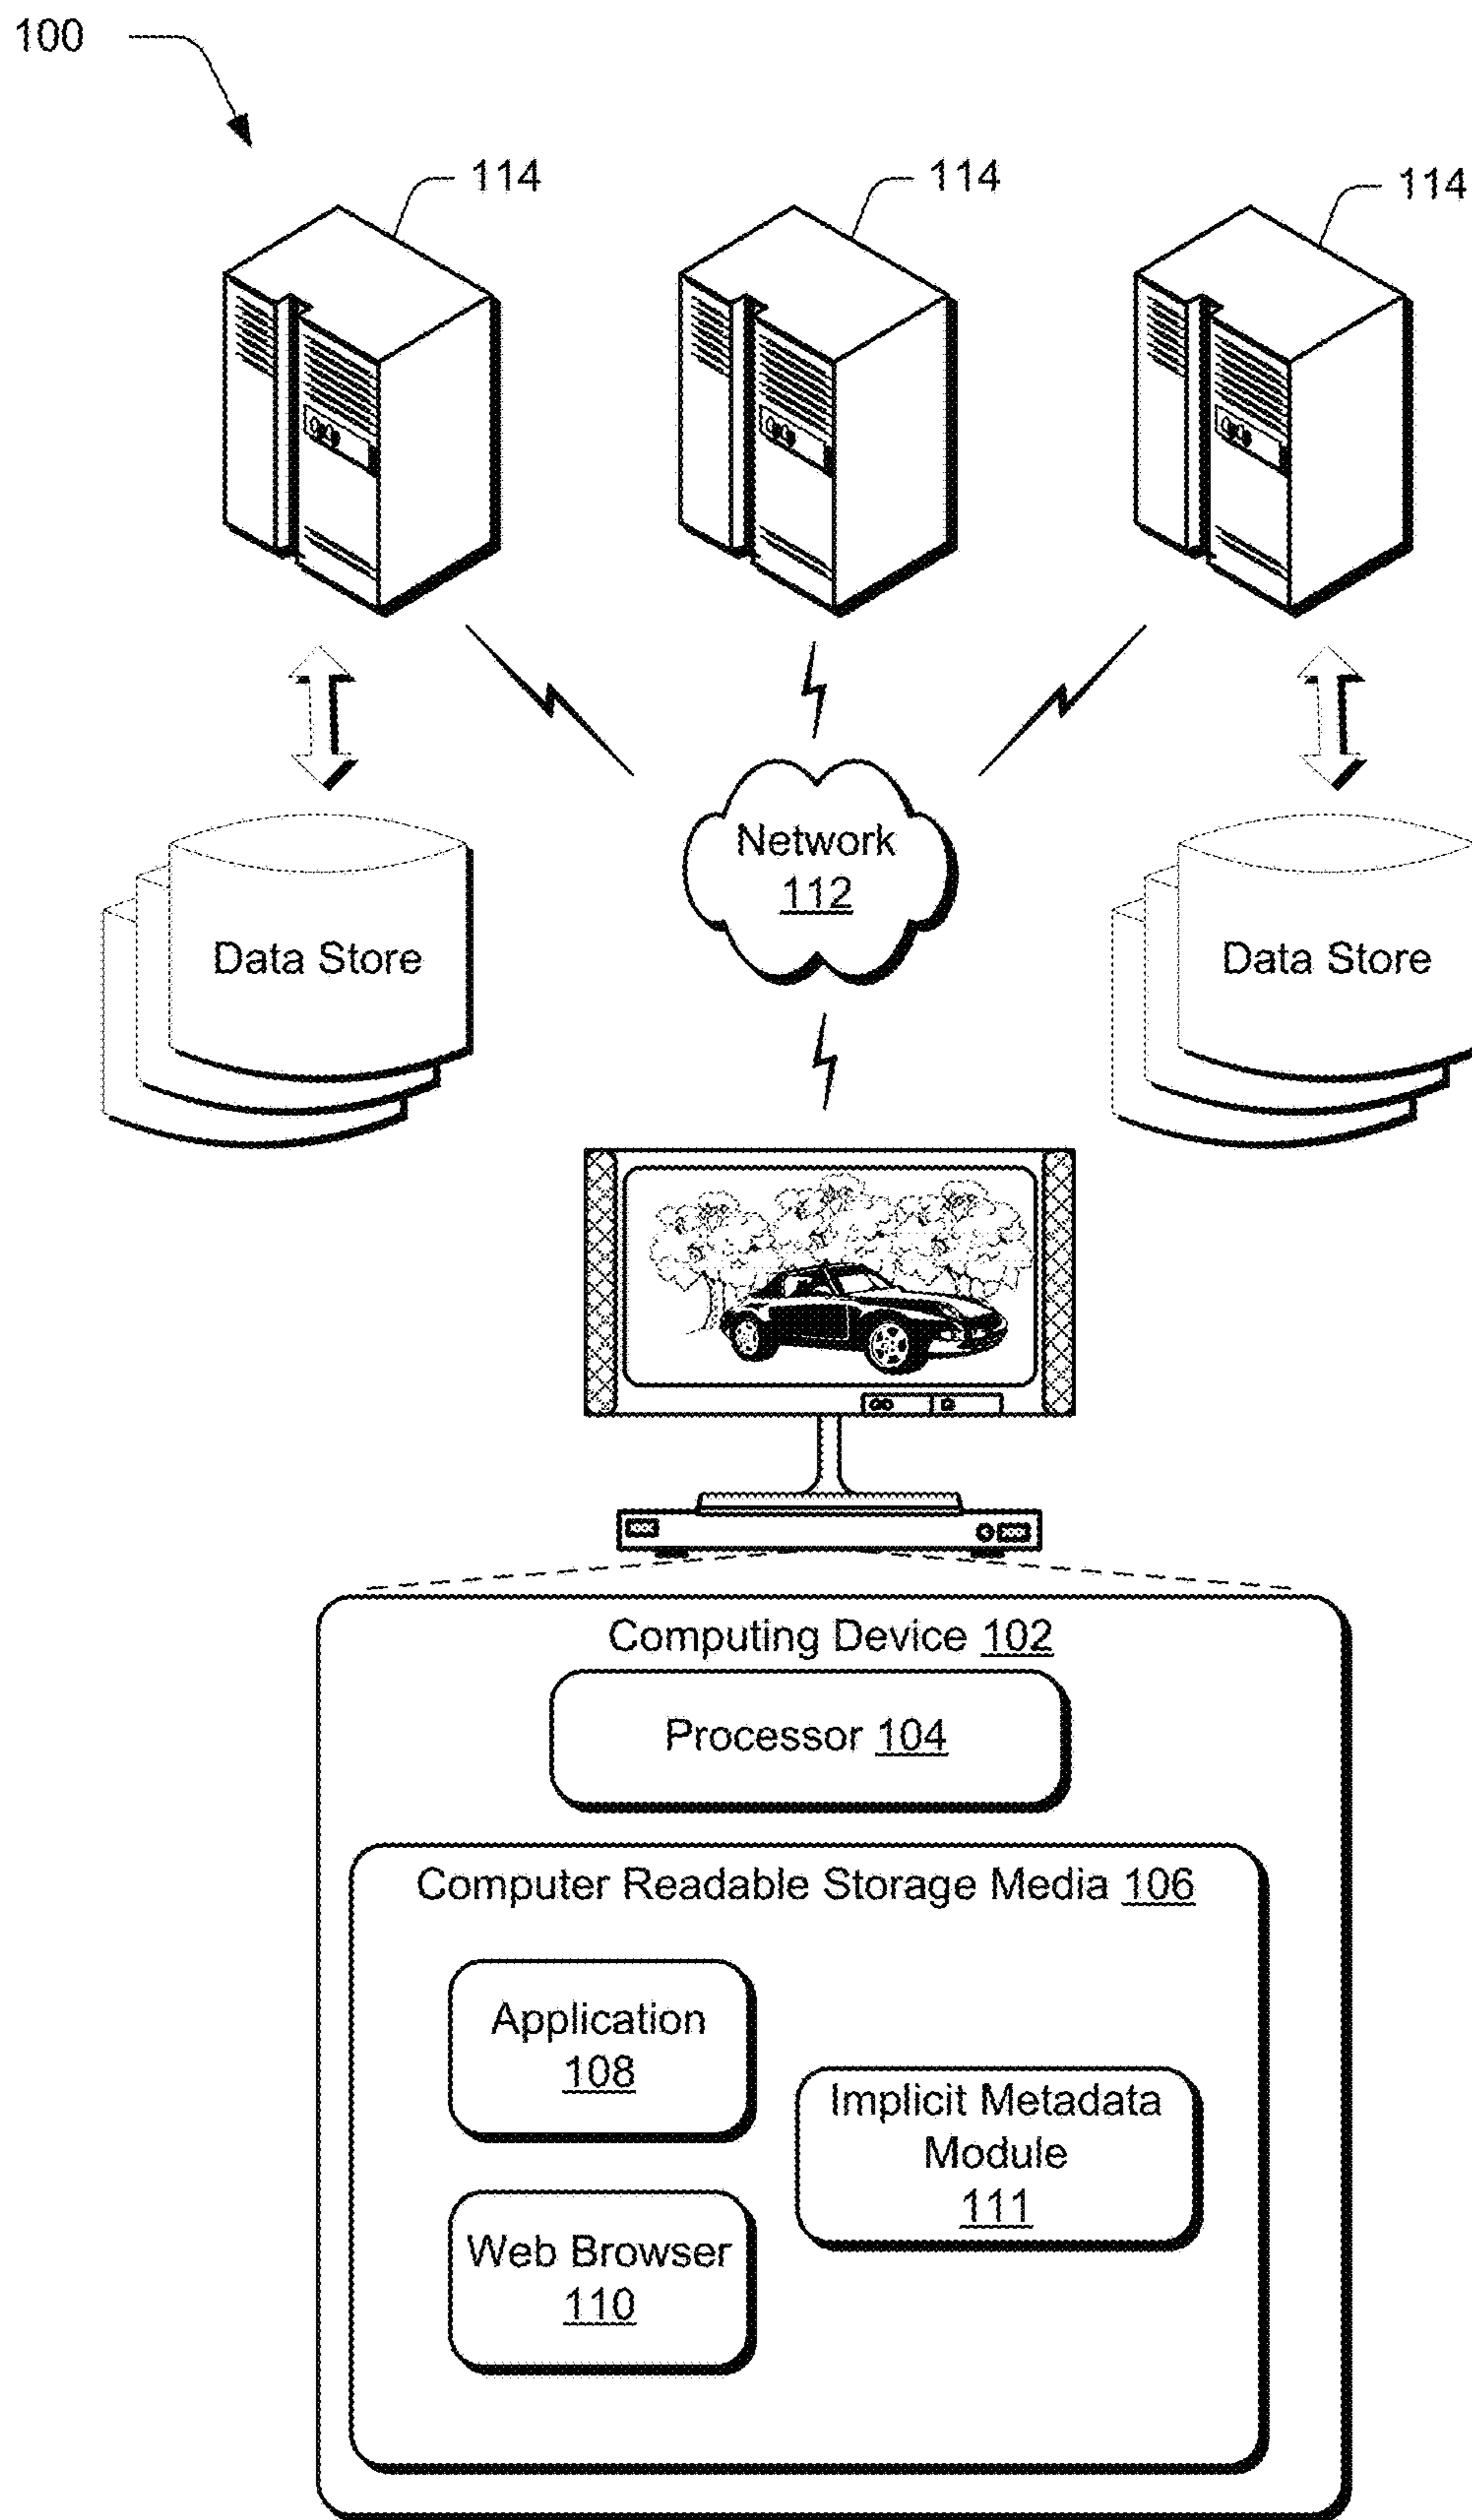 100
114
114
114
Network
112
Data Store
Data Store
Computing Device 102
Processor 104
Computer Readable Storage Media 106
Application
108
Implicit Metadata
Module
111
Web Browser
110